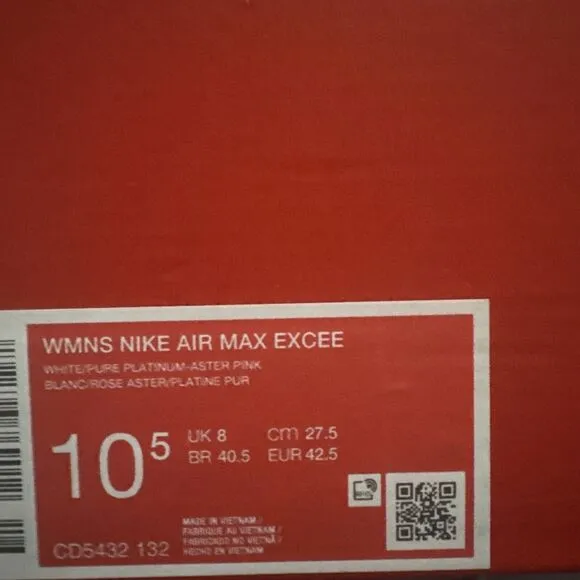 WMNS NIKE AIR MAX EXCEE
WHITE/PURE PLATINUM-ASTER PINK
BLANC/ROSE ASTER/PLATINE PUR
10 5
UK 8 cm 27.5
BR 40.5 EUR 42.5
MADE IN VIETNAM //
FABRIQUE AU VIETNAM //
FABRICADO NO VIETNÃ //
HECHO EN VIETNAM
CD5432 132